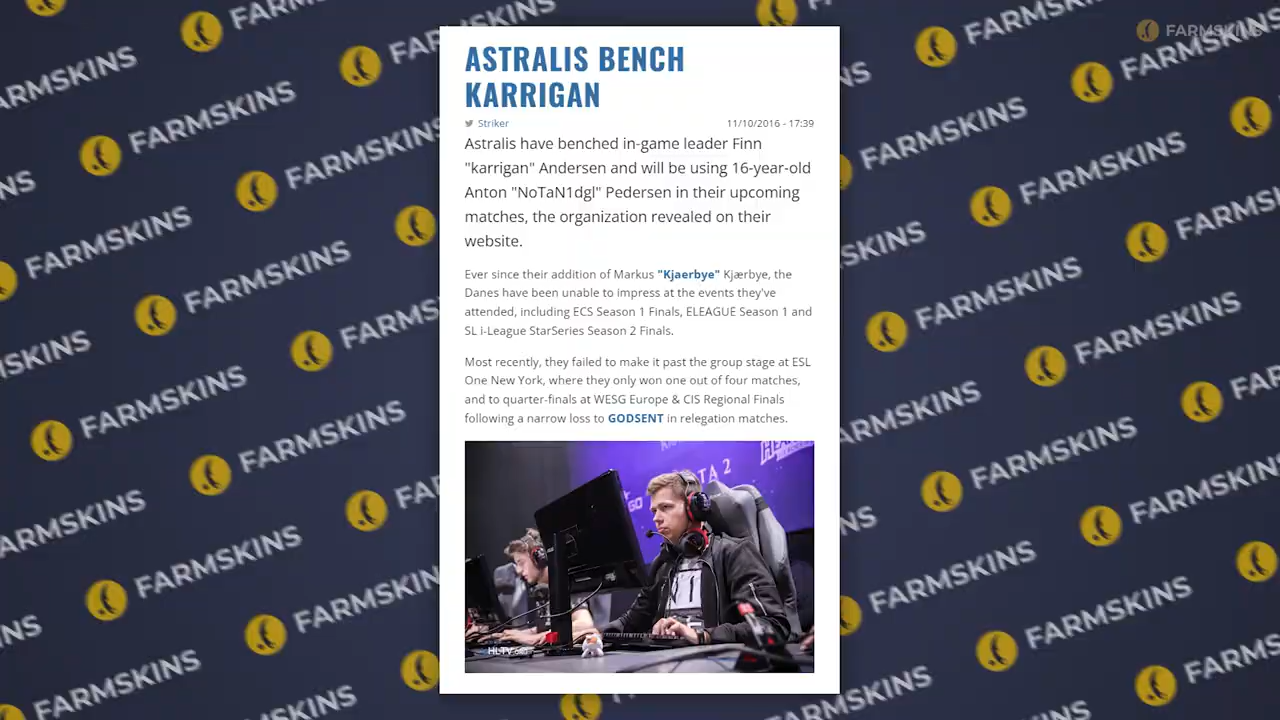 FARMSKINS
ASTRALIS BENCH
KARRIGAN
Striker 11/10/2016 - 17:39
Astralis have benched in-game leader Finn
"karrigan" Andersen and will be using 16-year-old
Anton "NoTaN1dgl" Pedersen in their upcoming
matches, the organization revealed on their
website.
Ever since their addition of Markus "Kjaerbye" Kjærbye, the
Danes have been unable to impress at the events they've
attended, including ECS Season 1 Finals, ELEAGUE Season 1 and
SL i-League StarSeries Season 2 Finals.
Most recently, they failed to make it past the group stage at ESL
One New York, where they only won one out of four matches,
and to quarter-finals at WESG Europe & CIS Regional Finals
following a narrow loss to GODSENT in relegation matches.
HLTV.org